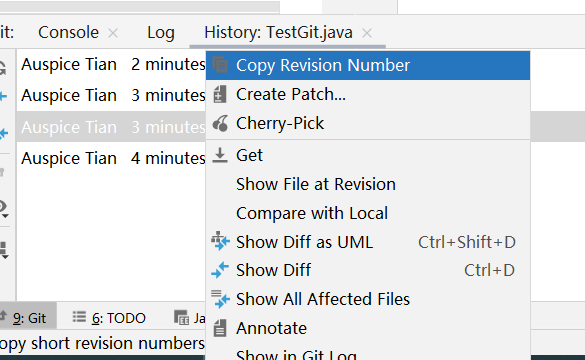 it: Console × Log History: TestGit.java ×
Auspice Tian 2 minutes
Auspice Tian 3 minutes
Auspice Tian 3 minutes
Auspice Tian 4 minutes
Copy Revision Number
Create Patch...
Cherry-Pick
Get
Show File at Revision
Compare with Local
Show Diff as UML Ctrl+Shift+D
Show Diff Ctrl+D
Show All Affected Files
Annotate
Show in Git Log
9: Git 6: TODO Ja
opy short revision numbers